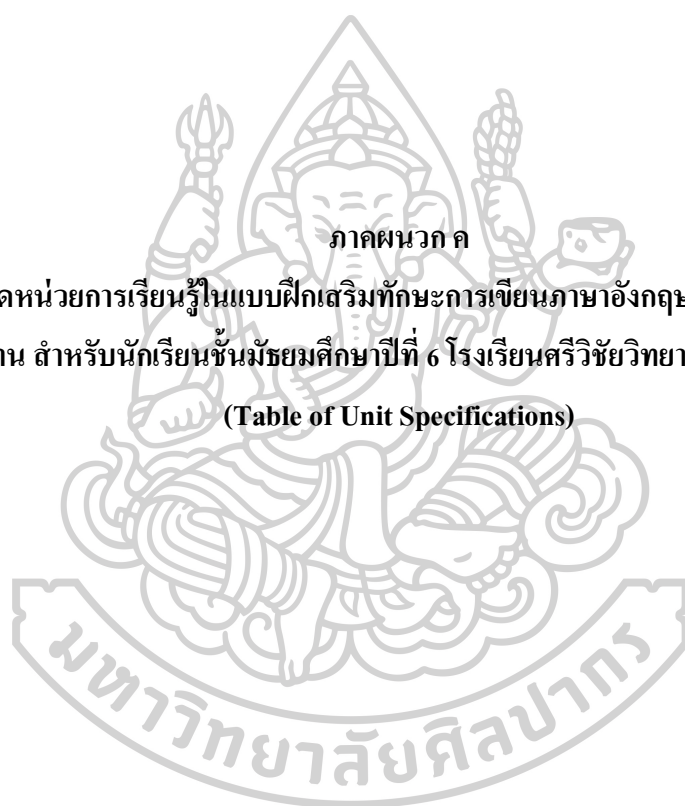 ภาคผนวก ค
ดหน่วยการเรียนรู้ในแบบฝึกเสริมทักษะการเขียนภาษาอังกฤษ
าน สำหรับนักเรียนชั้นมัธยมศึกษาปีที่ 6 โรงเรียนศรีวิชัยวิทยา
(Table of Unit Specifications)
มหาวิทยาลัยศิลปากร